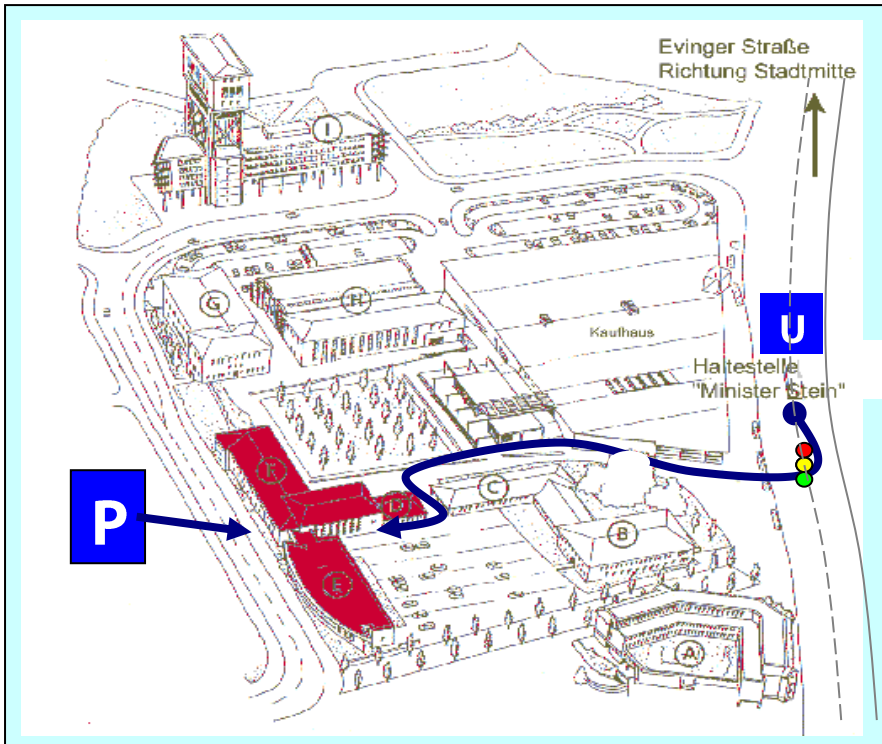 Evinger Straße
Richtung Stadtmitte
I
G
H
Kaufhaus
U
Haltestelle
"Minister Stein"
F
P
D
C
B
E
A